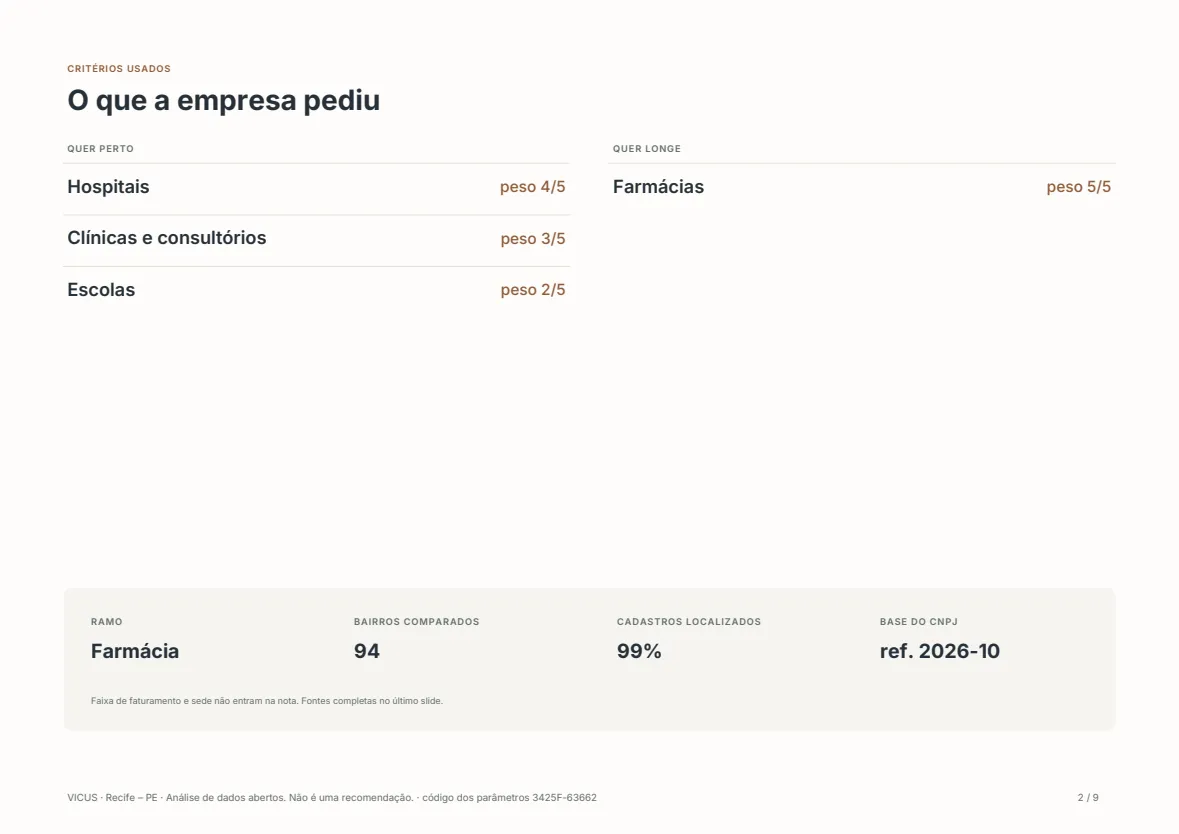 CRITÉRIOS USADOS
O que a empresa pediu
QUER PERTO
Hospitais peso 4/5
Clínicas e consultórios peso 3/5
Escolas peso 2/5
QUER LONGE
Farmácias peso 5/5
RAMO
Farmácia
BAIRROS COMPARADOS
94
CADASTROS LOCALIZADOS
99%
BASE DO CNPJ
ref. 2026-10
Faixa de faturamento e sede não entram na nota. Fontes completas no último slide.
VICUS · Recife – PE · Análise de dados abertos. Não é uma recomendação. · código dos parâmetros 3425F-63662
2 / 9